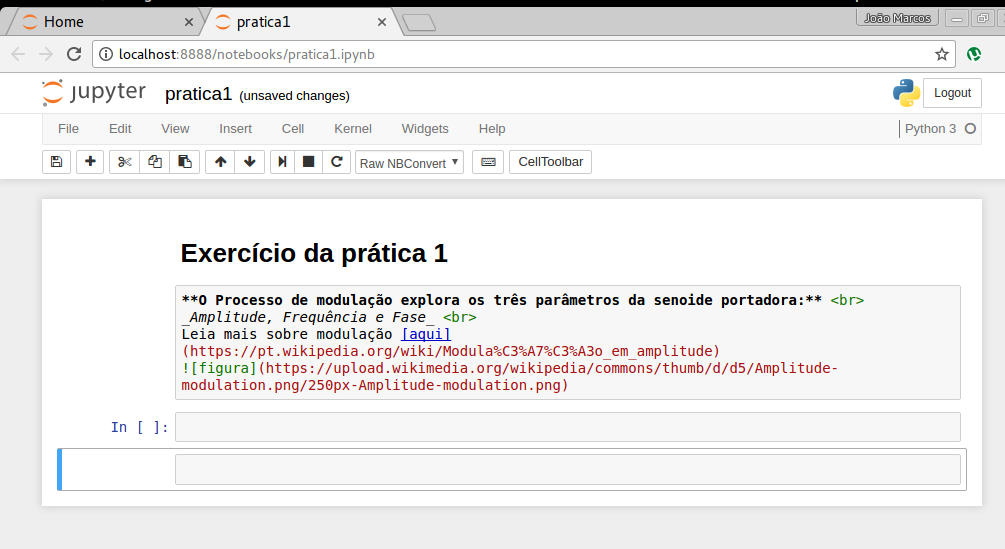 Home
pratica1
João Marcos
localhost:8888/notebooks/pratica1.ipynb
jupyter
pratica1 (unsaved changes)
Logout
File Edit View Insert Cell Kernel Widgets Help
Python 3
Raw NBConvert
CellToolbar
Exercício da prática 1
**O Processo de modulação explora os três parâmetros da senoide portadora:** <br>
_Amplitude, Frequência e Fase_ <br>
Leia mais sobre modulação [aqui]
(https://pt.wikipedia.org/wiki/Modula%C3%A7%C3%A3o_em_amplitude)
![figura](https://upload.wikimedia.org/wikipedia/commons/thumb/d/d5/Amplitude-
modulation.png/250px-Amplitude-modulation.png)
In [ ]: